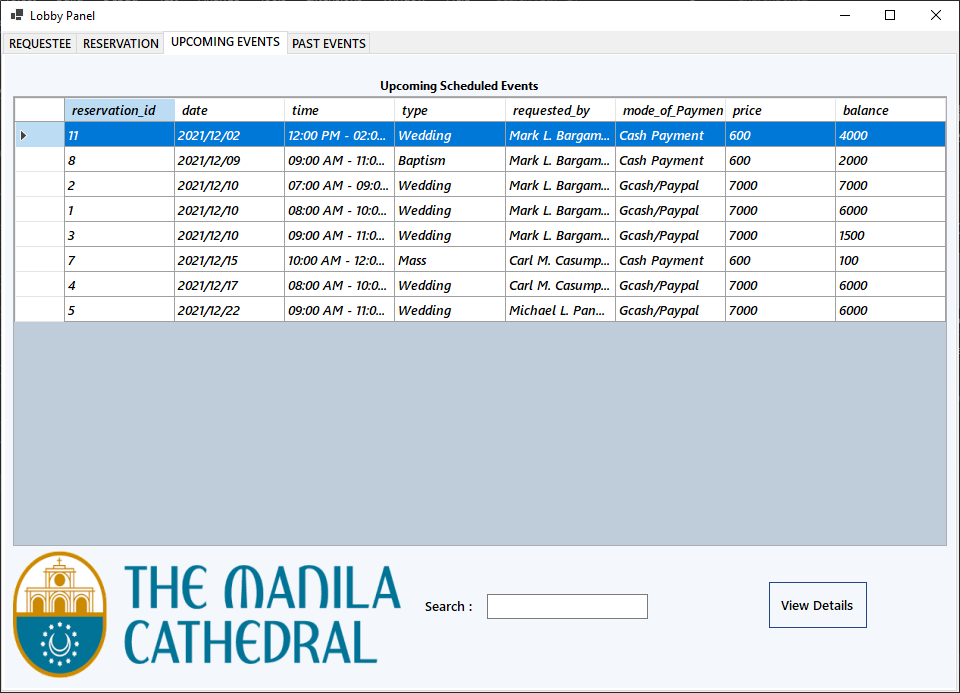 Lobby Panel
REQUESTEE RESERVATION UPCOMING EVENTS PAST EVENTS
Upcoming Scheduled Events
reservation_id date time type requested_by mode_of_Paymen price balance
11 2021/12/02 12:00 PM - 02:0... Wedding Mark L. Bargam... Cash Payment 600 4000
8 2021/12/09 09:00 AM - 11:0... Baptism Mark L. Bargam... Cash Payment 600 2000
2 2021/12/10 07:00 AM - 09:0... Wedding Mark L. Bargam... Gcash/Paypal 7000 7000
1 2021/12/10 08:00 AM - 10:0... Wedding Mark L. Bargam... Gcash/Paypal 7000 6000
3 2021/12/10 09:00 AM - 11:0... Wedding Mark L. Bargam... Gcash/Paypal 7000 1500
7 2021/12/15 10:00 AM - 12:0... Mass Carl M. Casump... Cash Payment 600 100
4 2021/12/17 08:00 AM - 10:0... Wedding Carl M. Casump... Gcash/Paypal 7000 6000
5 2021/12/22 09:00 AM - 11:0... Wedding Michael L. Pan... Gcash/Paypal 7000 6000
THE MANILA
CATHEDRAL
Search :
View Details